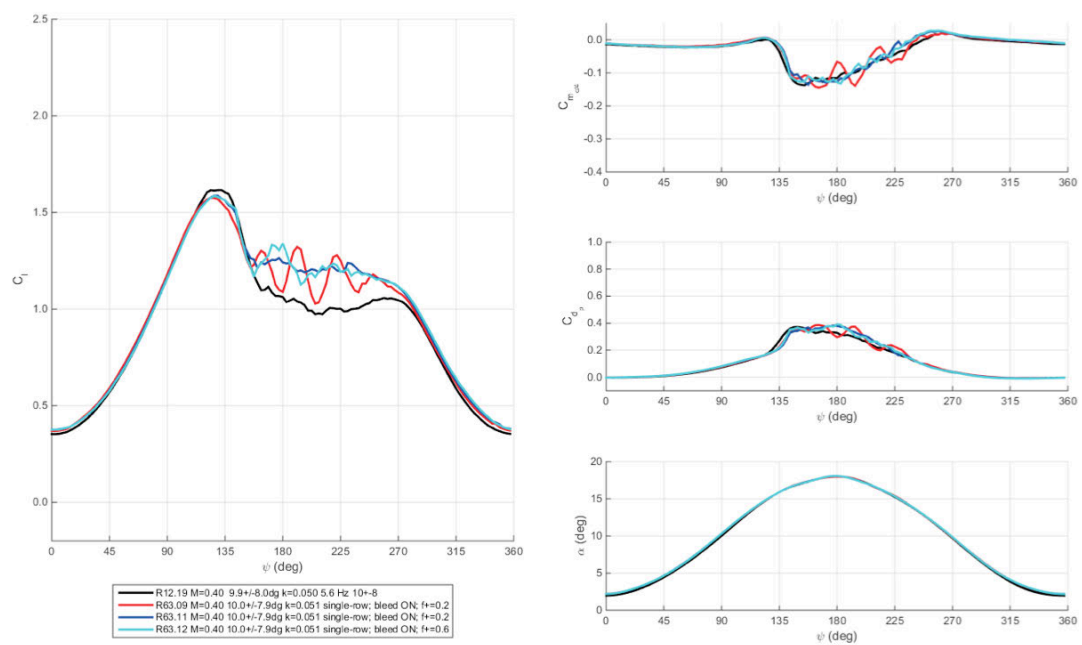 2.5
2.0
1.5
1.0
0.5
0.0
C_l
0 45 90 135 180 225 270 315 360
ψ (deg)
R12.19 M=0.40 9.9+/-8.0dg k=0.050 5.6 Hz 10+-8
R63.09 M=0.40 10.0+/-7.9dg k=0.051 single-row; bleed ON; f+=0.2
R63.11 M=0.40 10.0+/-7.9dg k=0.051 single-row; bleed ON; f+=0.2
R63.12 M=0.40 10.0+/-7.9dg k=0.051 single-row; bleed ON; f+=0.6
0.0
-0.1
-0.2
-0.3
-0.4
C_m
0 45 90 135 180 225 270 315 360
ψ (deg)
1.0
0.8
0.6
0.4
0.2
0.0
C_d_p
0 45 90 135 180 225 270 315 360
ψ (deg)
20
15
10
5
0
α (deg)
0 45 90 135 180 225 270 315 360
ψ (deg)